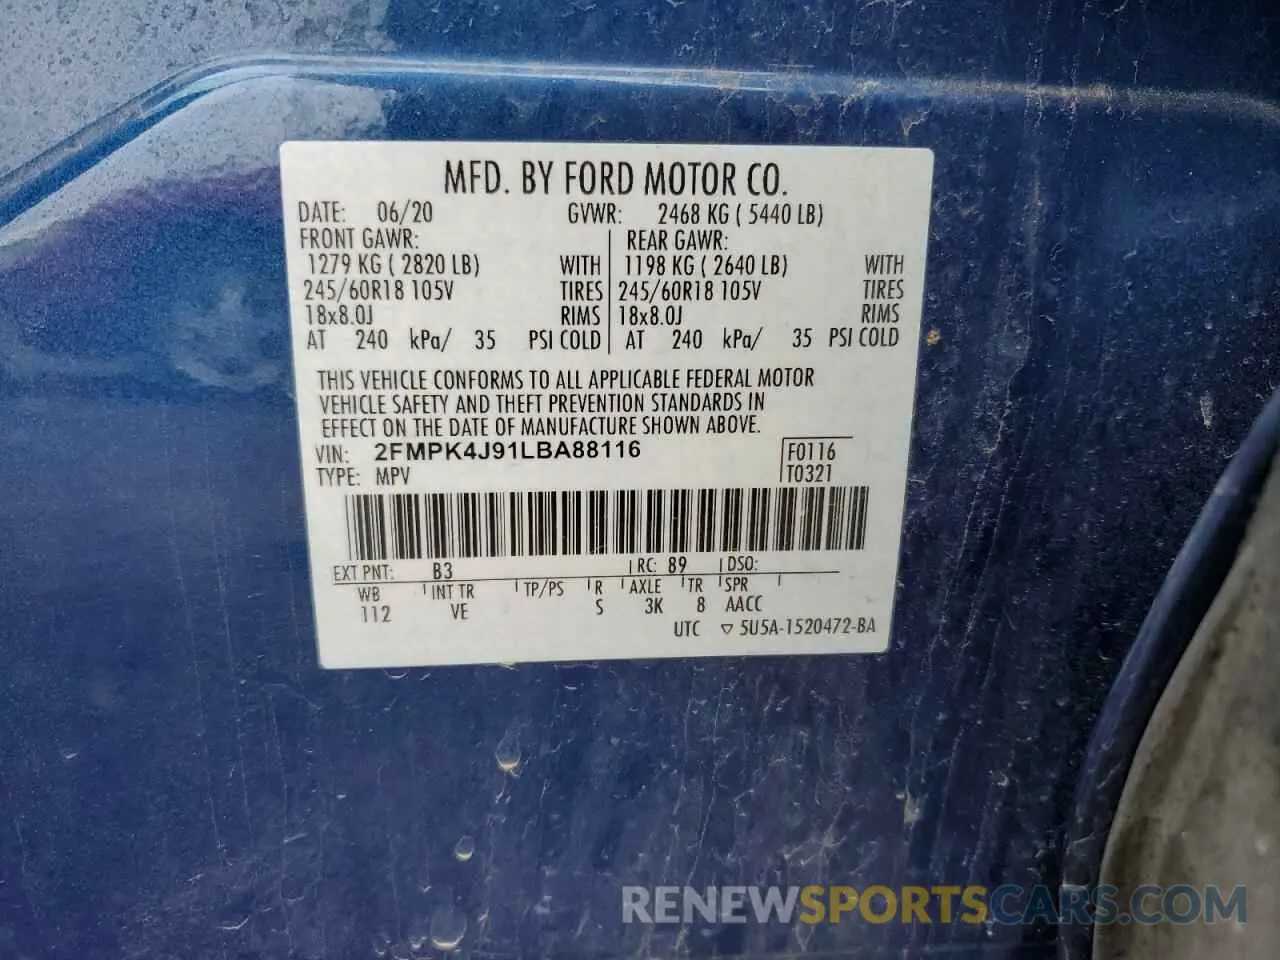 MFD. BY FORD MOTOR CO.
DATE: 06/20 GVWR: 2468 KG ( 5440 LB)
FRONT GAWR: REAR GAWR:
1279 KG ( 2820 LB) WITH 1198 KG ( 2640 LB) WITH
245/60R18 105V TIRES 245/60R18 105V TIRES
18x8.0J RIMS 18x8.0J RIMS
AT 240 kPa/ 35 PSI COLD AT 240 kPa/ 35 PSI COLD
THIS VEHICLE CONFORMS TO ALL APPLICABLE FEDERAL MOTOR
VEHICLE SAFETY AND THEFT PREVENTION STANDARDS IN
EFFECT ON THE DATE OF MANUFACTURE SHOWN ABOVE.
VIN: 2FMPK4J91LBA88116 F0116
TYPE: MPV T0321
EXT PNT: B3 RC: 89 DSO:
WB INT TR TP/PS R AXLE TR SPR
112 VE S 3K 8 AACC
UTC ▽ 5U5A-1520472-BA
RENEWSPORTSCARS.COM